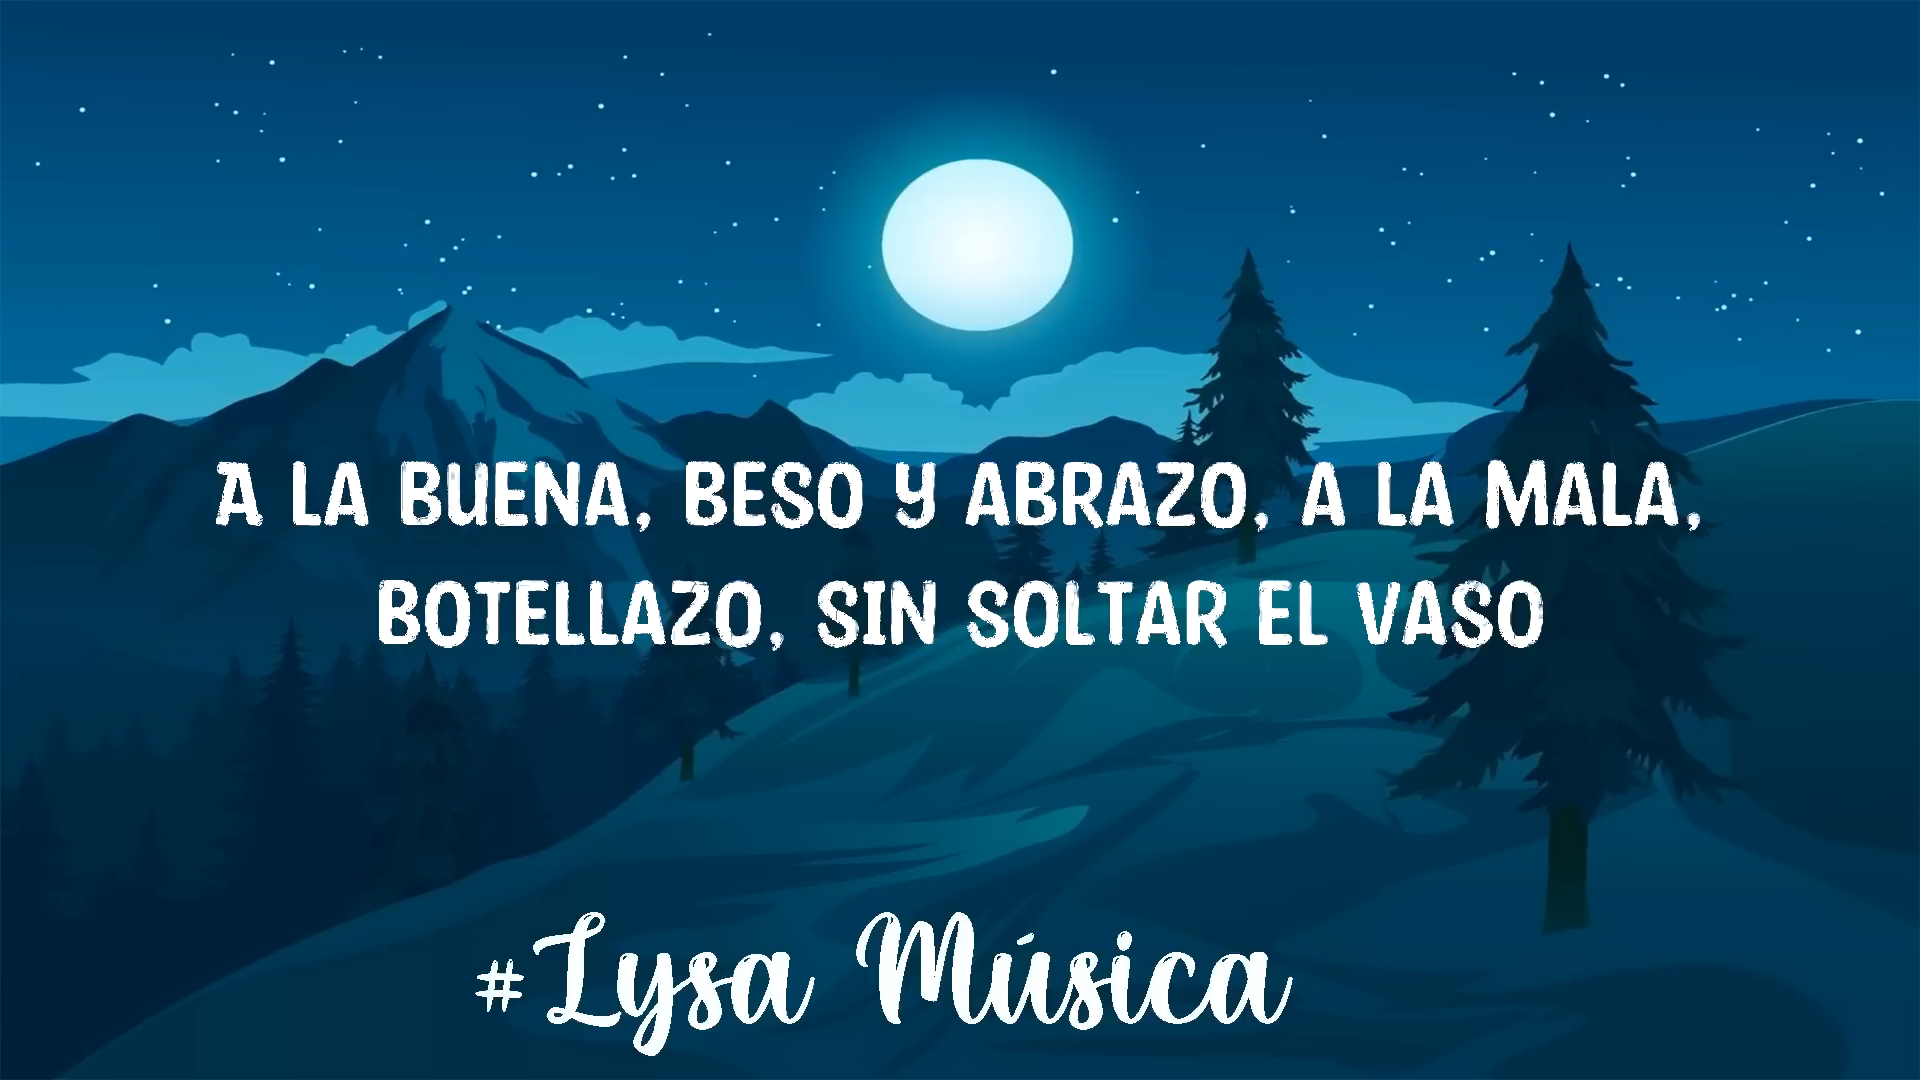 A LA BUENA, BESO Y ABRAZO, A LA MALA,
BOTELLAZO, SIN SOLTAR EL VASO
#Lysa Música